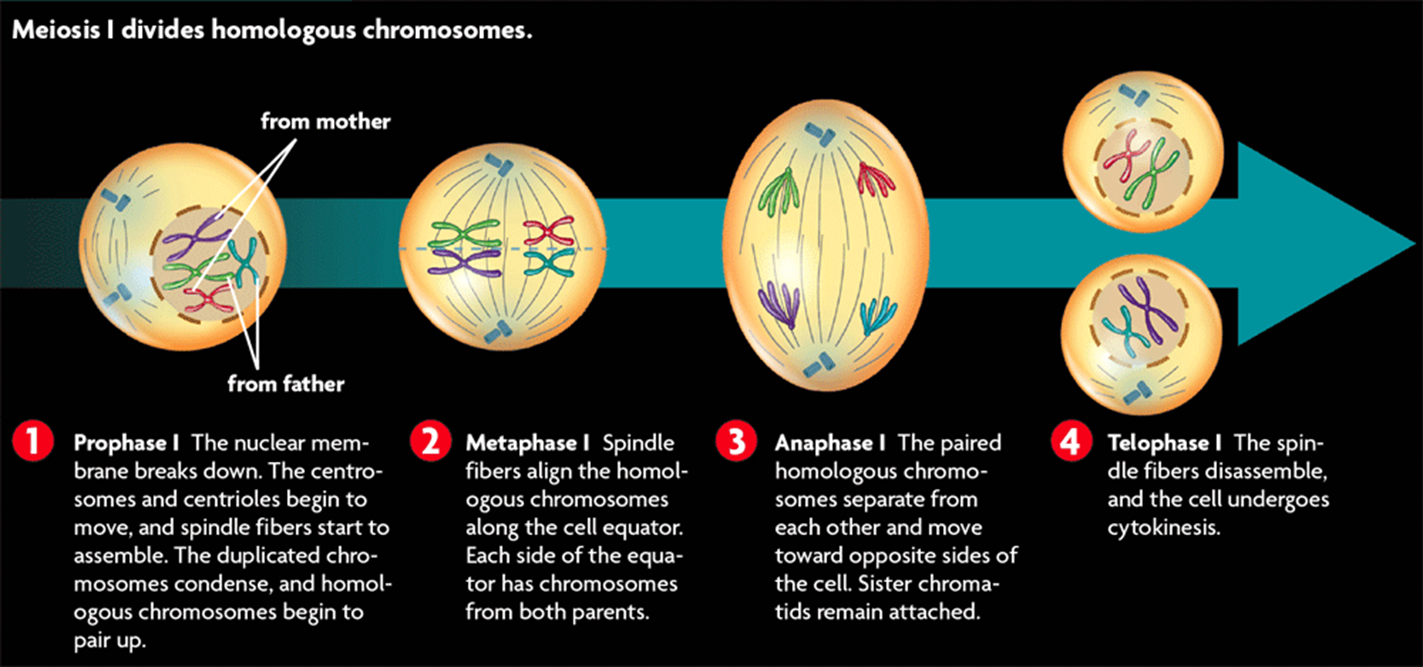 Meiosis I divides homologous chromosomes.
from mother
from father
1
Prophase I The nuclear mem-
brane breaks down. The centro-
somes and centrioles begin to
move, and spindle fibers start to
assemble. The duplicated chro-
mosomes condense, and homol-
ogous chromosomes begin to
pair up.
2
Metaphase I Spindle
fibers align the homol-
ogous chromosomes
along the cell equator.
Each side of the equa-
tor has chromosomes
from both parents.
3
Anaphase I The paired
homologous chromo-
somes separate from
each other and move
toward opposite sides of
the cell. Sister chroma-
tids remain attached.
4
Telophase I The spin-
dle fibers disassemble,
and the cell undergoes
cytokinesis.